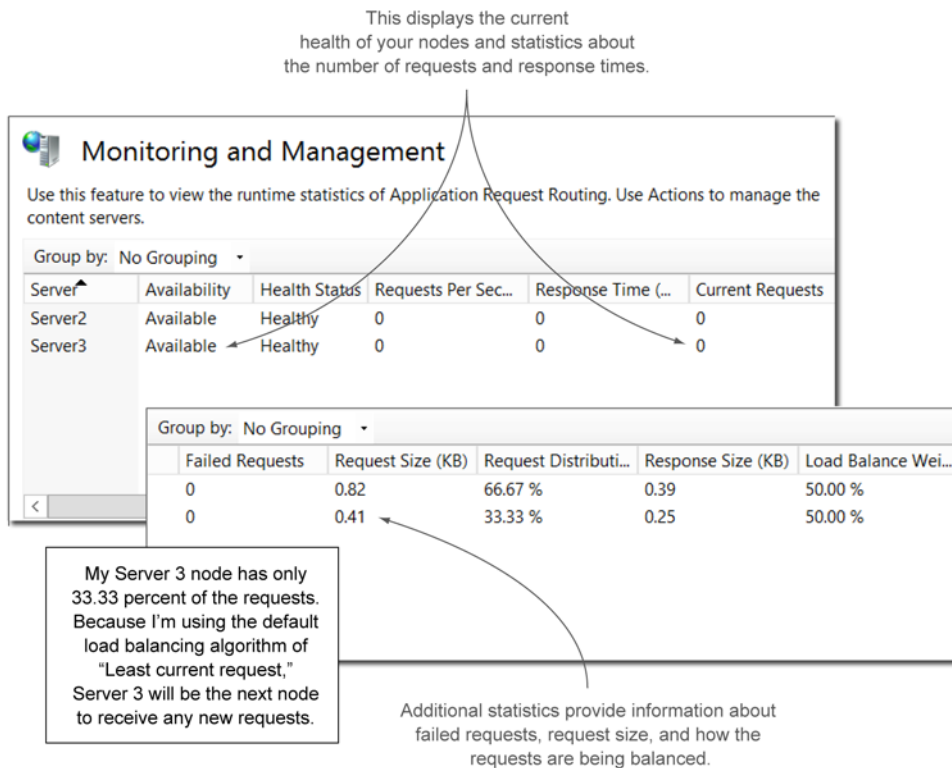 This displays the current
health of your nodes and statistics about
the number of requests and response times.
Monitoring and Management
Use this feature to view the runtime statistics of Application Request Routing. Use Actions to manage the
content servers.
Group by: No Grouping
Server Availability Health Status Requests Per Sec... Response Time (... Current Requests
Server2 Available Healthy 0 0 0
Server3 Available Healthy 0 0 0
Group by: No Grouping
Failed Requests Request Size (KB) Request Distributi... Response Size (KB) Load Balance Wei...
0 0.82 66.67 % 0.39 50.00 %
0 0.41 33.33 % 0.25 50.00 %
My Server 3 node has only
33.33 percent of the requests.
Because I'm using the default
load balancing algorithm of
“Least current request,”
Server 3 will be the next node
to receive any new requests.
Additional statistics provide information about
failed requests, request size, and how the
requests are being balanced.